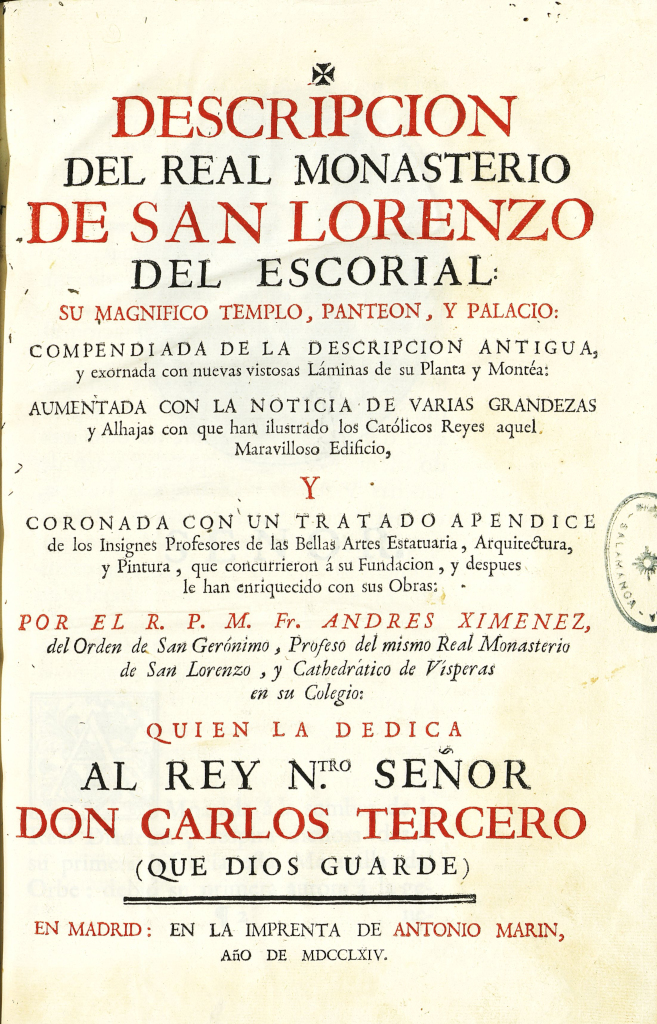 ✠
DESCRIPCION
DEL REAL MONASTERIO
DE SAN LORENZO
DEL ESCORIAL:
SU MAGNIFICO TEMPLO, PANTEON, Y PALACIO:
COMPENDIADA DE LA DESCRIPCION ANTIGUA,
y exornada con nuevas vistosas Láminas de su Planta y Montéa:
AUMENTADA CON LA NOTICIA DE VARIAS GRANDEZAS
y Alhajas con que han ilustrado los Católicos Reyes aquel
Maravilloso Edificio,
Y
CORONADA CON UN TRATADO APENDICE
de los Insignes Profesores de las Bellas Artes Estatuaria, Arquitectura,
y Pintura, que concurrieron á su Fundacion, y despues
le han enriquecido con sus Obras:
POR EL R. P. M. Fr. ANDRES XIMENEZ,
del Orden de San Gerónimo, Profeso del mismo Real Monasterio
de San Lorenzo, y Cathedrático de Vísperas
en su Colegio:
QUIEN LA DEDICA
AL REY N.TRO SEÑOR
DON CARLOS TERCERO
(QUE DIOS GUARDE)
EN MADRID: EN LA IMPRENTA DE ANTONIO MARIN,
AñO DE MDCCLXIV.